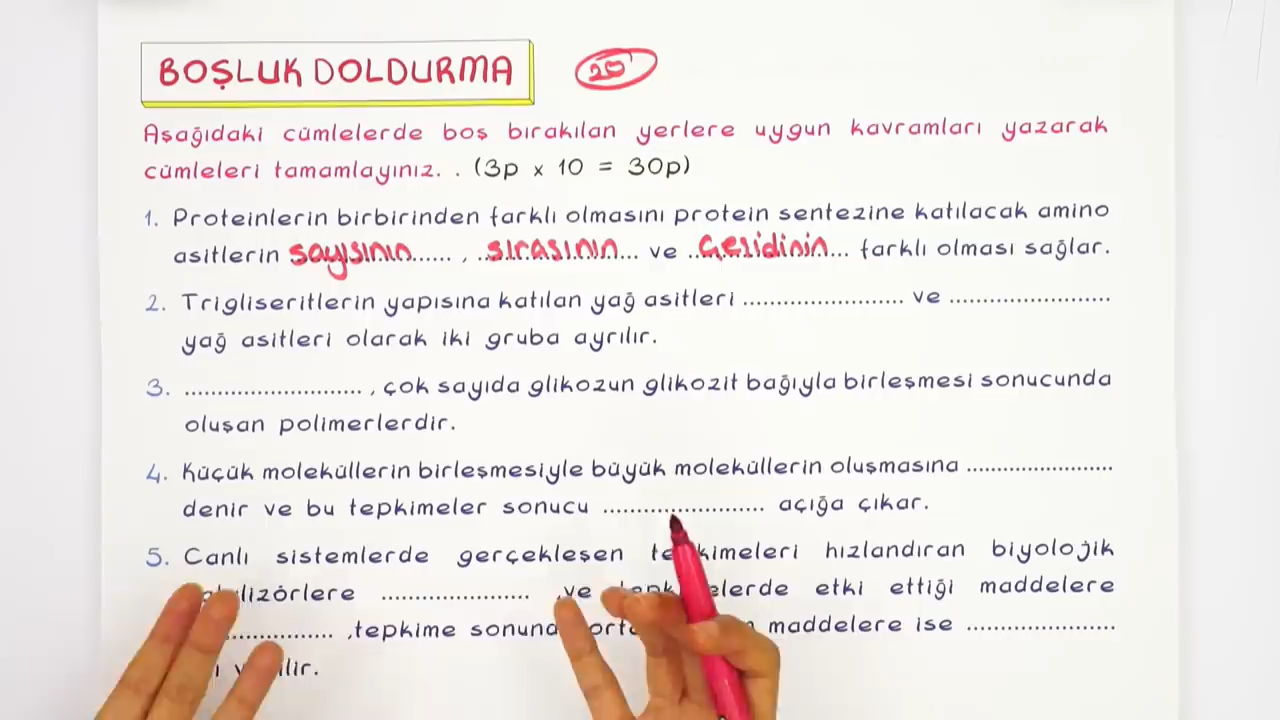 BOŞLUK DOLDURMA
20
Aşağıdaki cümlelerde boş bırakılan yerlere uygun kavramları yazarak
cümleleri tamamlayınız. . (3p x 10 = 30p)
1. Proteinlerin birbirinden farklı olmasını protein sentezine katılacak amino
asitlerin sayısının...... , ..sırasının... ve ..çeşidinin... farklı olması sağlar.
2. Trigliseritlerin yapısına katılan yağ asitleri ........................ ve ........................
yağ asitleri olarak iki gruba ayrılır.
3. ........................... , çok sayıda glikozun glikozit bağıyla birleşmesi sonucunda
oluşan polimerlerdir.
4. Küçük moleküllerin birleşmesiyle büyük moleküllerin oluşmasına ......................
denir ve bu tepkimeler sonucu ........................ açığa çıkar.
5. Canlı sistemlerde gerçekleşen hızlandıran biyolojik
...................... ,ve etki ettiği maddelere
............... ,tepkime maddelere ise ......................